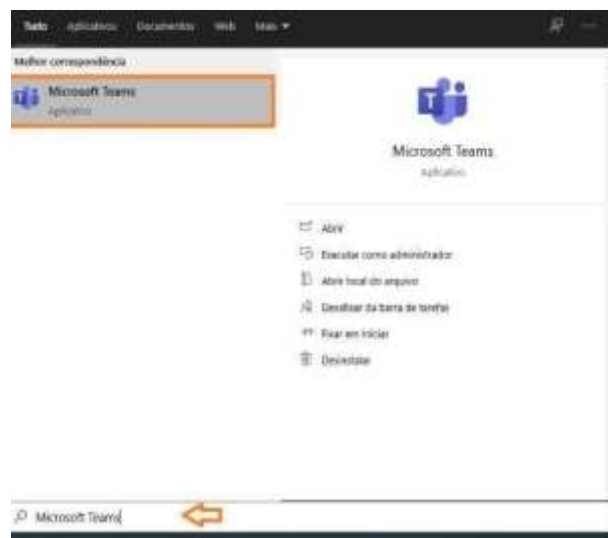 Tudo Aplicativos Documentos Web Mais
Melhor correspondência
Microsoft Teams
Aplicativo
Microsoft Teams
Aplicativo
Abrir
Executar como administrador
Abrir local do arquivo
Desafixar da barra de tarefas
Fixar em Iniciar
Desinstalar
Microsoft Teams